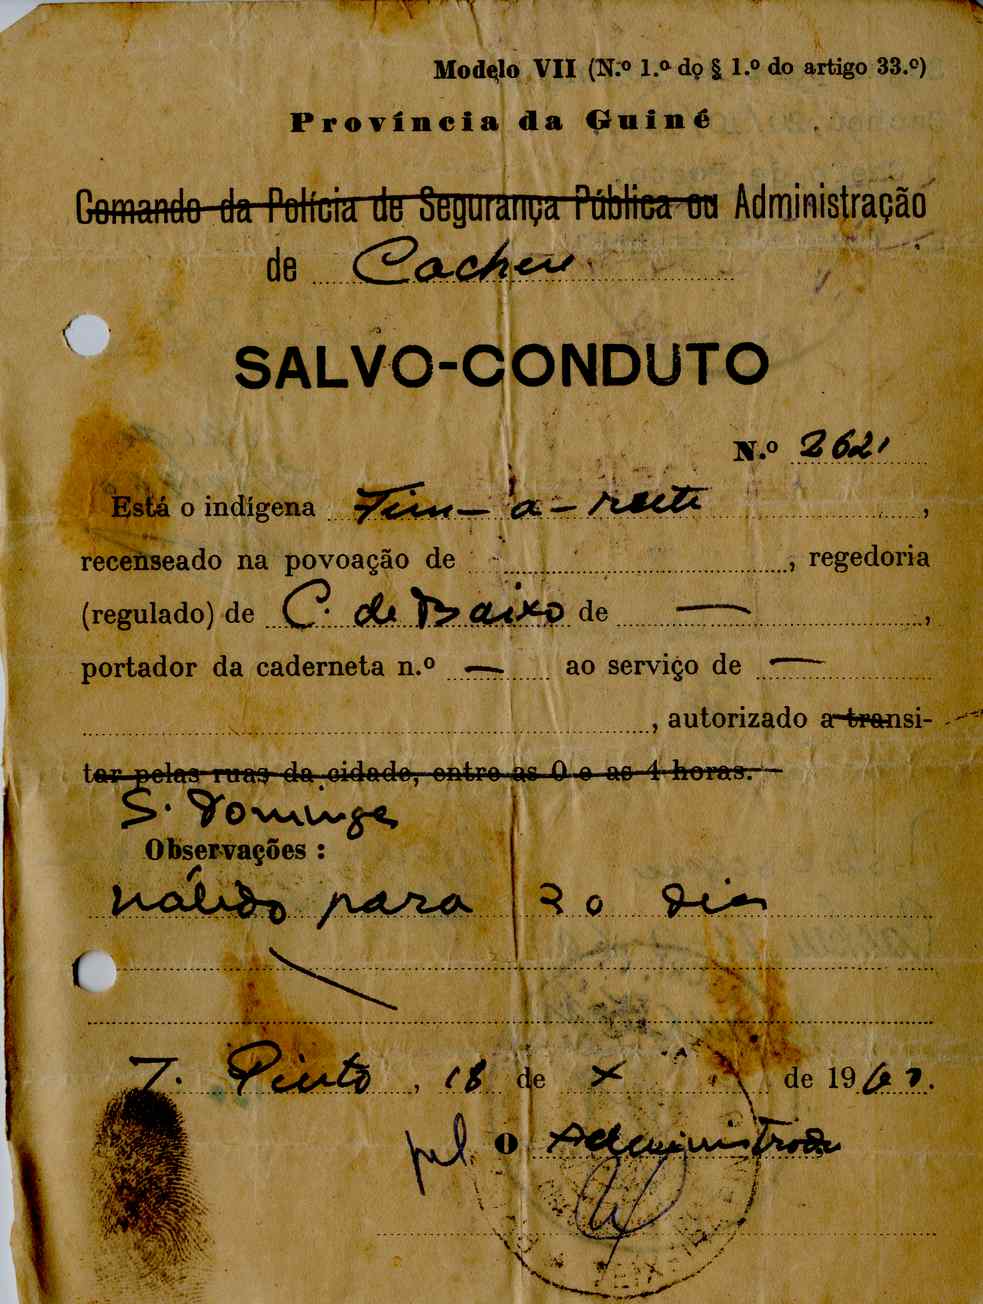 Modelo VII (N.º 1.º do § 1.º do artigo 33.º)
Província da Guiné
Comando da Polícia de Segurança Pública ou Administração
de Cacheu
SALVO-CONDUTO
N.º 2621
Está o indígena ,
recenseado na povoação de , regedoria
(regulado) de C. de Baixo de — ,
portador da caderneta n.º — ao serviço de —
, autorizado a transi-
tar pelas ruas da cidade, entre as 0 e as 4 horas.
S. Domingos
Observações :
válido para 30 dias
T. Pinto, 18 de X de 196
pel O Administrador